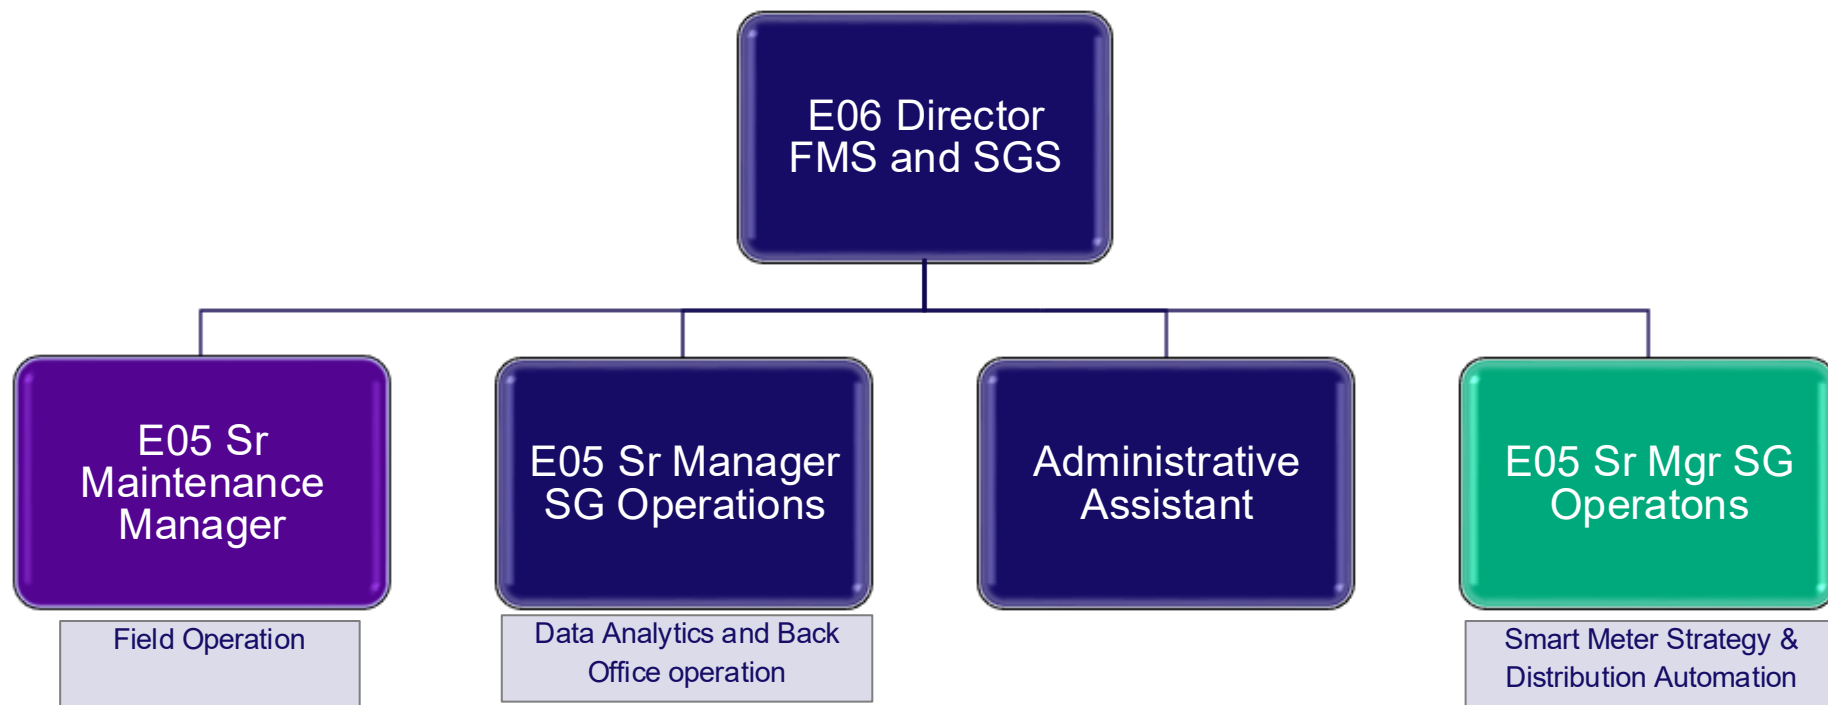 E06 Director
FMS and SGS
E05 Sr
Maintenance
Manager
E05 Sr Manager
SG Operations
Administrative
Assistant
E05 Sr Mgr SG
Operatons
Field Operation
Data Analytics and Back
Office operation
Smart Meter Strategy &
Distribution Automation